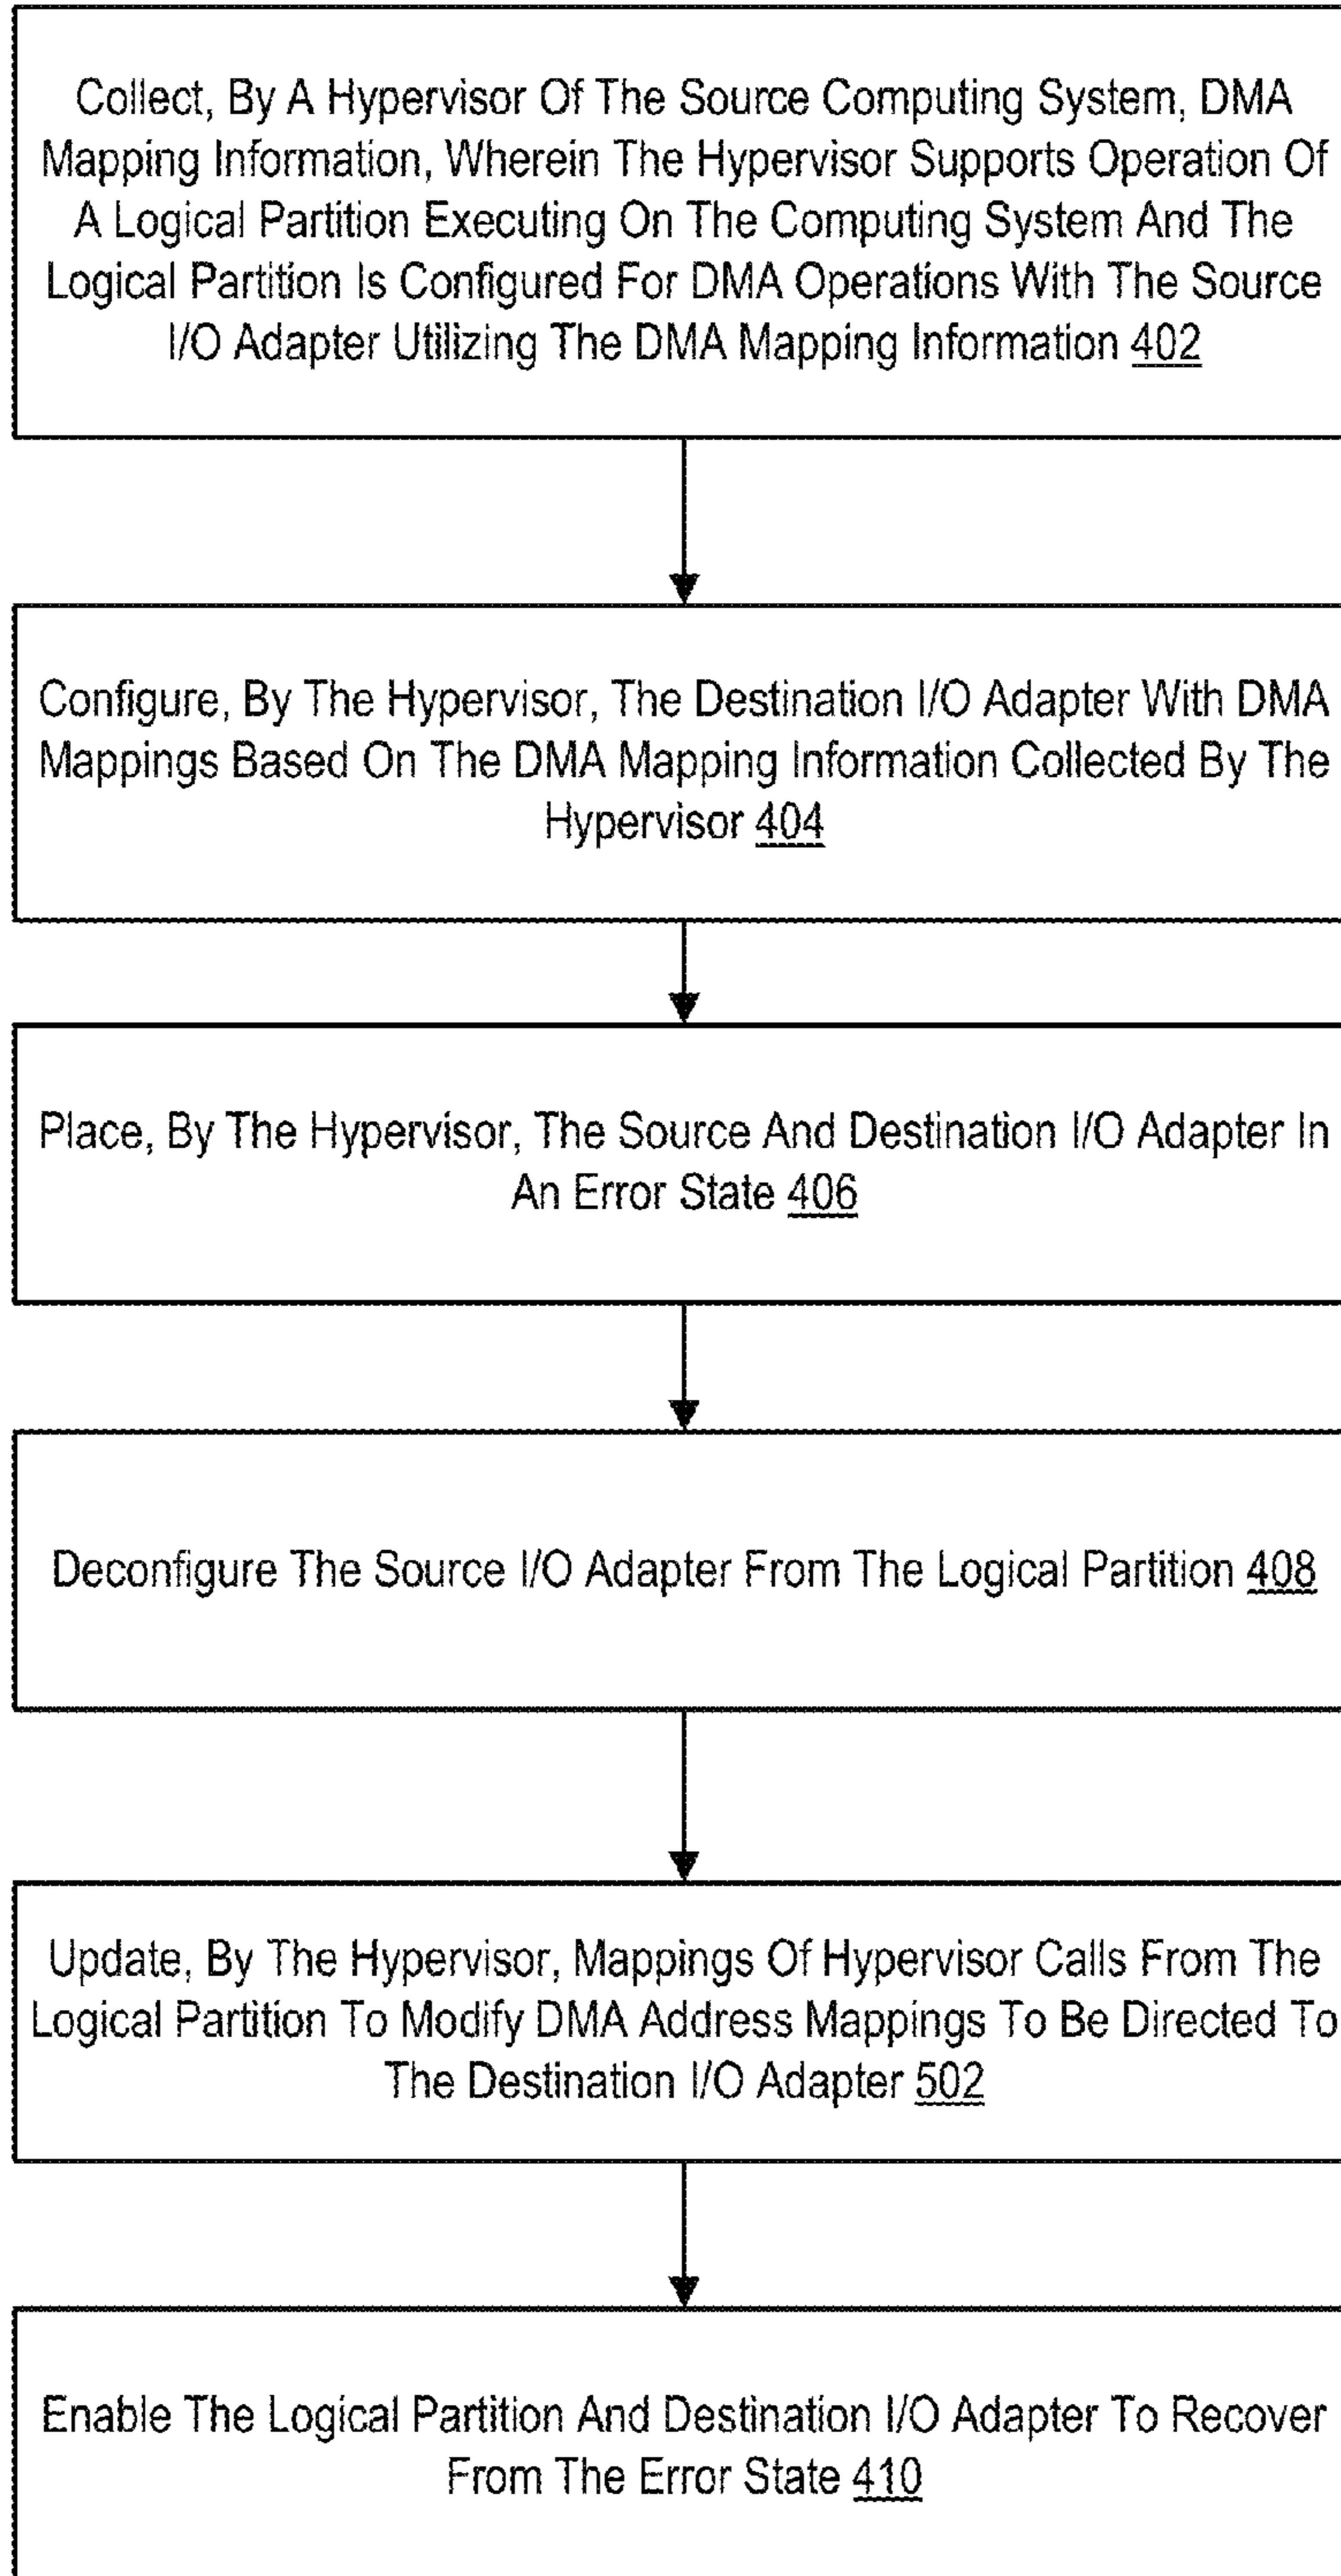 Collect, By A Hypervisor Of The Source Computing System, DMA
Mapping Information, Wherein The Hypervisor Supports Operation Of
A Logical Partition Executing On The Computing System And The
Logical Partition Is Configured For DMA Operations With The Source
I/O Adapter Utilizing The DMA Mapping Information 402
Configure, By The Hypervisor, The Destination I/O Adapter With DMA
Mappings Based On The DMA Mapping Information Collected By The
Hypervisor 404
Place, By The Hypervisor, The Source And Destination I/O Adapter In
An Error State 406
Deconfigure The Source I/O Adapter From The Logical Partition 408
Update, By The Hypervisor, Mappings Of Hypervisor Calls From The
Logical Partition To Modify DMA Address Mappings To Be Directed To
The Destination I/O Adapter 502
Enable The Logical Partition And Destination I/O Adapter To Recover
From The Error State 410